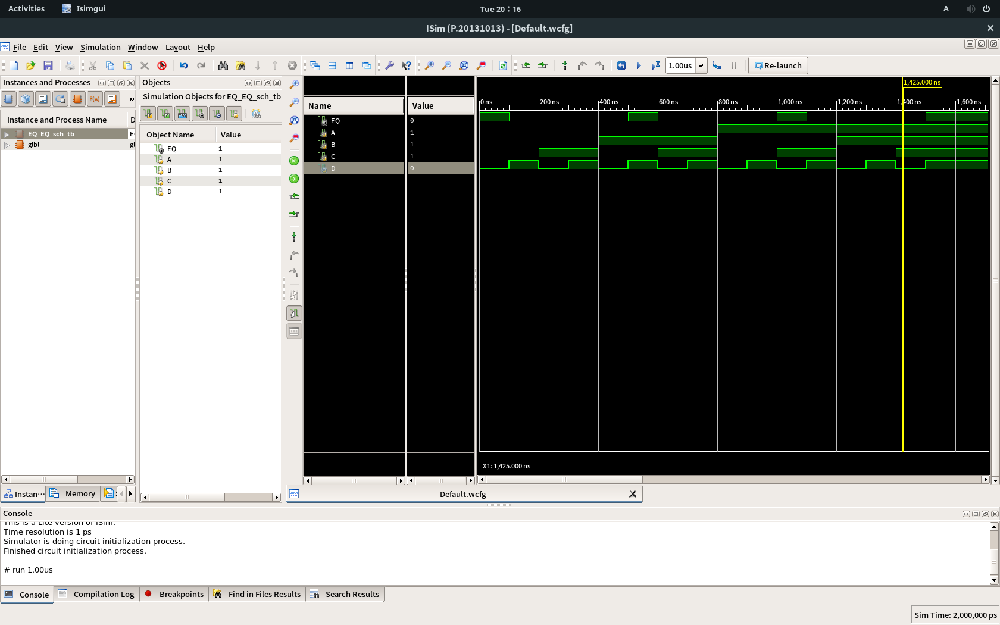 Activities
Isimgui
Tue 20:16
A
ISim (P.20131013) - [Default.wcfg]
File Edit View Simulation Window Layout Help
1.00us
Re-launch
Instances and Processes
f(x)
»
Instance and Process Name
D
EQ_EQ_sch_tb
E
glbl
gl
Objects
Simulation Objects for EQ_EQ_sch_tb
Object Name Value
EQ 1
A 1
B 1
C 1
D 1
Name Value
EQ 0
A 1
B 1
C 1
D 0
1,425.000 ns
0 ns 200 ns 400 ns 600 ns 800 ns 1,000 ns 1,200 ns 1,400 ns 1,600 ns
X1: 1,425.000 ns
Instan···
Memory
Default.wcfg
Console
This is a Lite version of ISim.
Time resolution is 1 ps
Simulator is doing circuit initialization process.
Finished circuit initialization process.
# run 1.00us
Console
Compilation Log
Breakpoints
Find in Files Results
Search Results
Sim Time: 2,000,000 ps